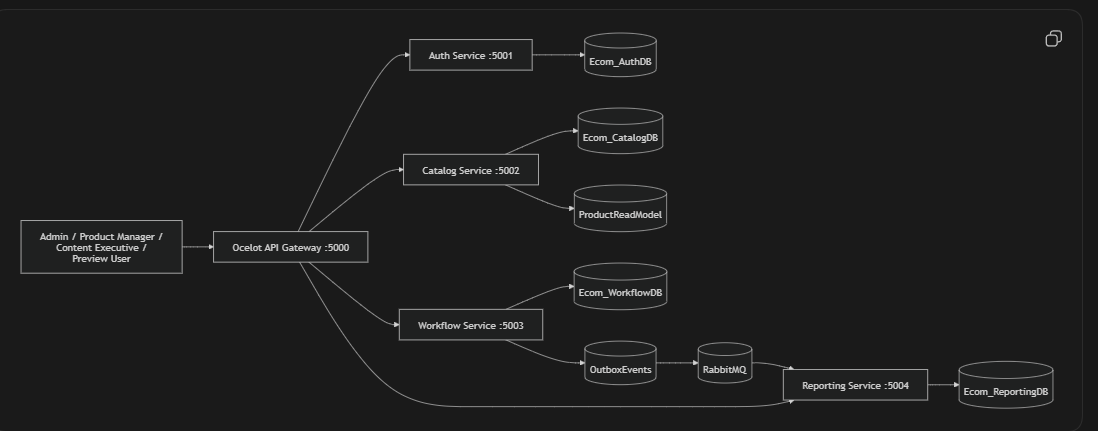 Auth Service :5001
Ecom_AuthDB
Ecom_CatalogDB
Catalog Service :5002
ProductReadModel
Admin / Product Manager /
Content Executive /
Preview User
Ocelot API Gateway :5000
Ecom_WorkflowDB
Workflow Service :5003
OutboxEvents
RabbitMQ
Reporting Service :5004
Ecom_ReportingDB